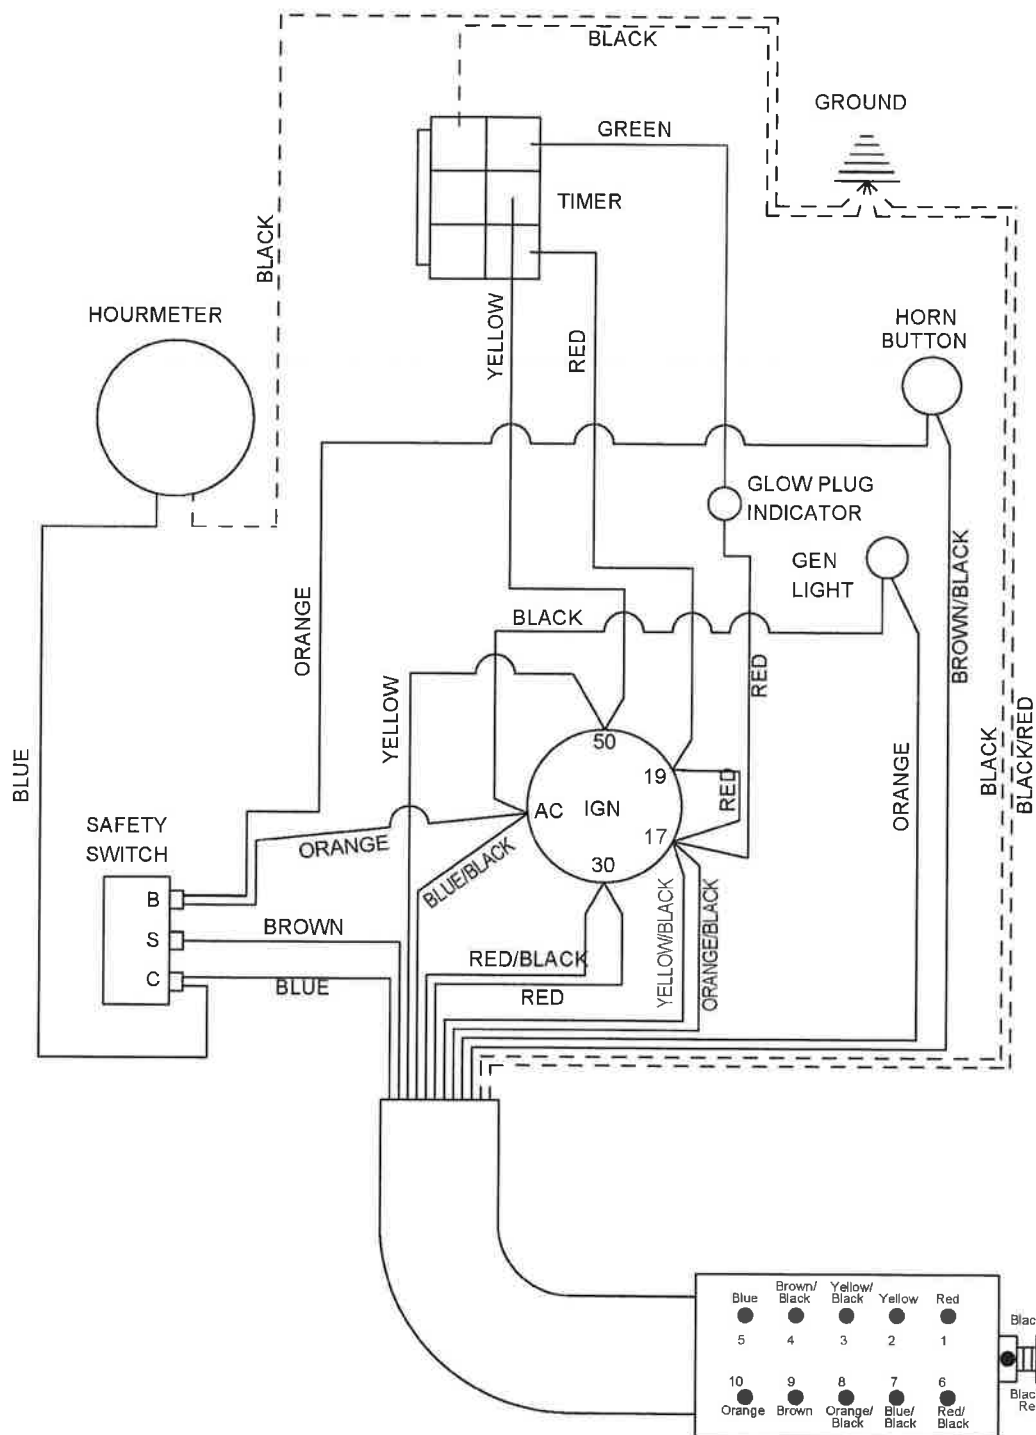 BLACK
GROUND
GREEN
TIMER
BLACK
HOURMETER
YELLOW
RED
HORN
BUTTON
GLOW PLUG
INDICATOR
GEN
LIGHT
BROWN/BLACK
ORANGE
BLACK
RED
YELLOW
BLUE
50
19
RED
AC
IGN
17
30
ORANGE
BLACK
BLACK/RED
SAFETY
SWITCH
ORANGE
BLUE/BLACK
B
S
C
BROWN
BLUE
RED/BLACK
RED
YELLOW/BLACK
ORANGE/BLACK
Blue
Brown/
Black
Yellow/
Black
Yellow
Red
5
4
3
2
1
10
9
8
7
6
Orange
Brown
Orange/
Black
Blue/
Black
Red/
Black